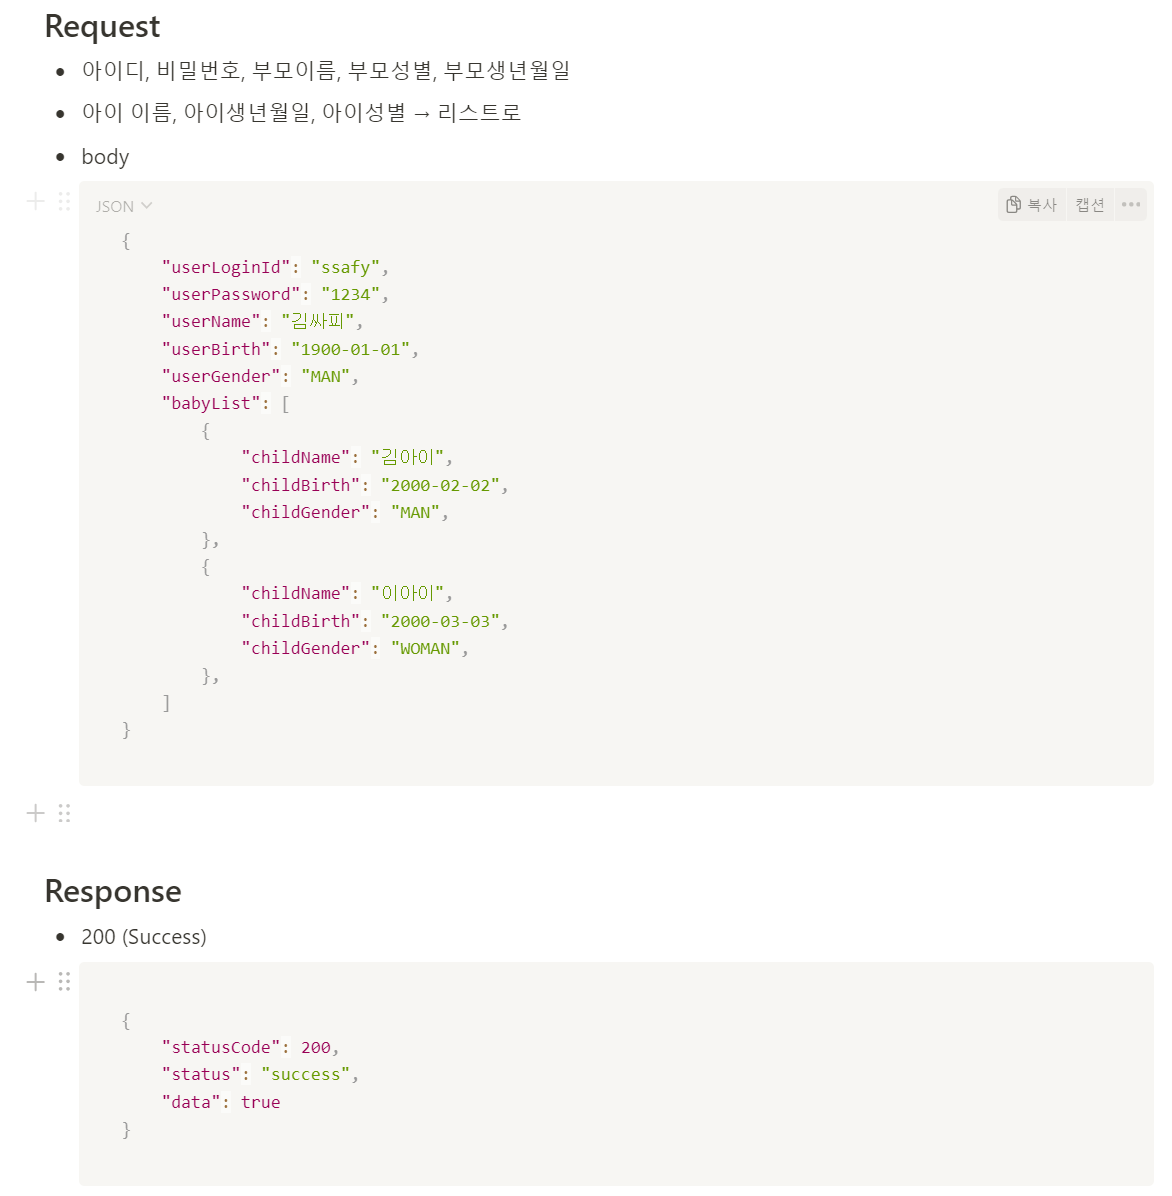 Request
• 아이디, 비밀번호, 부모이름, 부모성별, 부모생년월일
• 아이 이름, 아이생년월일, 아이성별 → 리스트로
• body
JSON
복사 캡션 •••
{
    "userLoginId": "ssafy",
    "userPassword": "1234",
    "userName": "김싸피",
    "userBirth": "1900-01-01",
    "userGender": "MAN",
    "babyList": [
        {
            "childName": "김아이",
            "childBirth": "2000-02-02",
            "childGender": "MAN",
        },
        {
            "childName": "이아이",
            "childBirth": "2000-03-03",
            "childGender": "WOMAN",
        },
    ]
}
Response
• 200 (Success)
{
    "statusCode": 200,
    "status": "success",
    "data": true
}